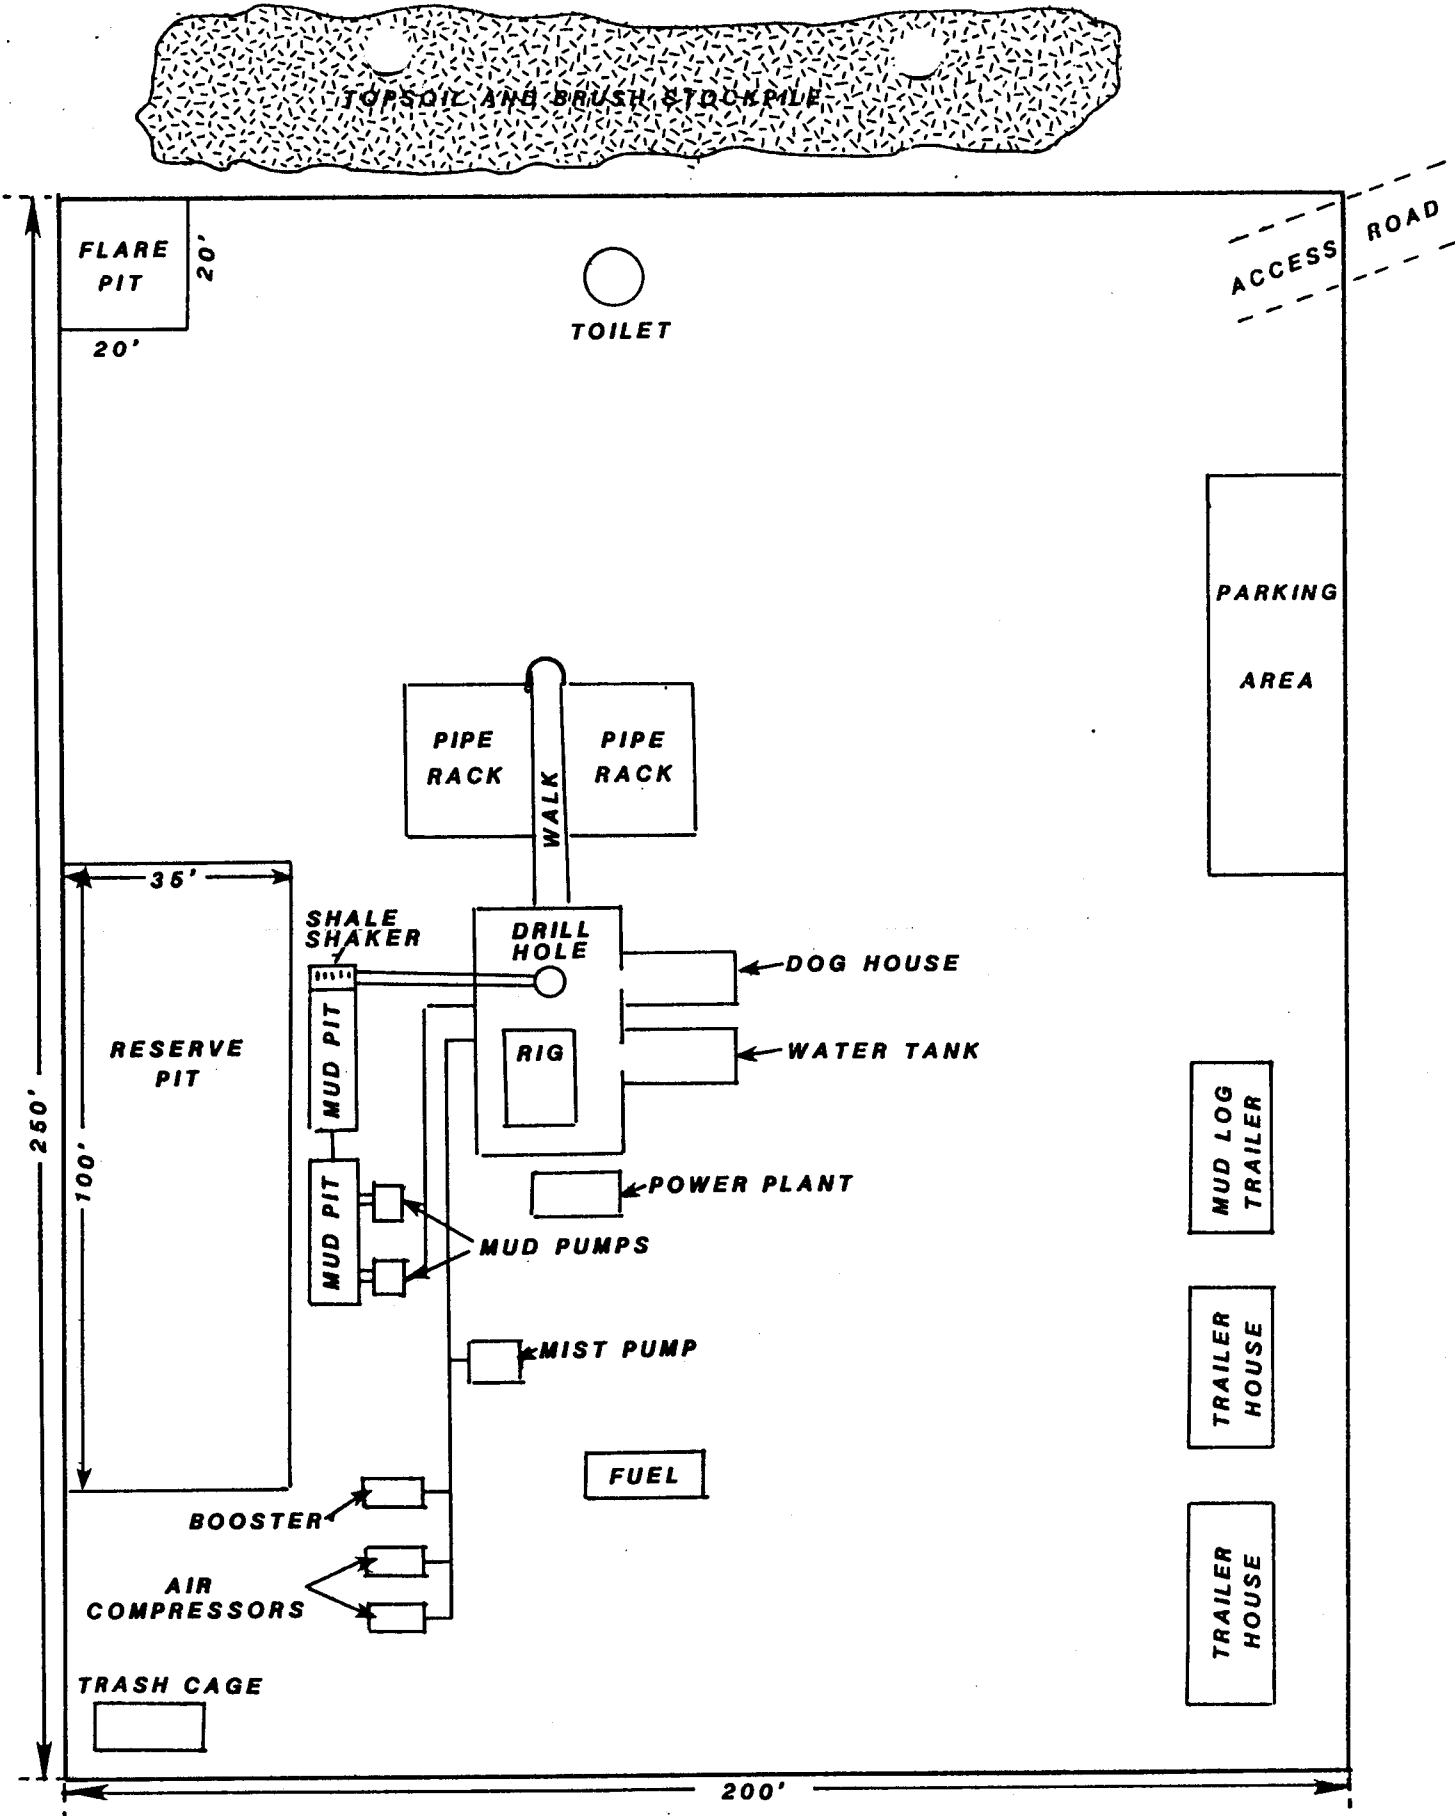 TOPSOIL AND BRUSH STOCKPILE
ACCESS ROAD
FLARE
PIT
20'
20'
TOILET
PARKING
AREA
PIPE
RACK
PIPE
RACK
WALK
35'
SHALE
SHAKER
DRILL
HOLE
DOG HOUSE
RESERVE
PIT
MUD PIT
RIG
WATER TANK
250'
100'
MUD LOG
TRAILER
MUD PIT
POWER PLANT
MUD PUMPS
MIST PUMP
TRAILER
HOUSE
FUEL
BOOSTER
AIR
COMPRESSORS
TRAILER
HOUSE
TRASH CAGE
200'